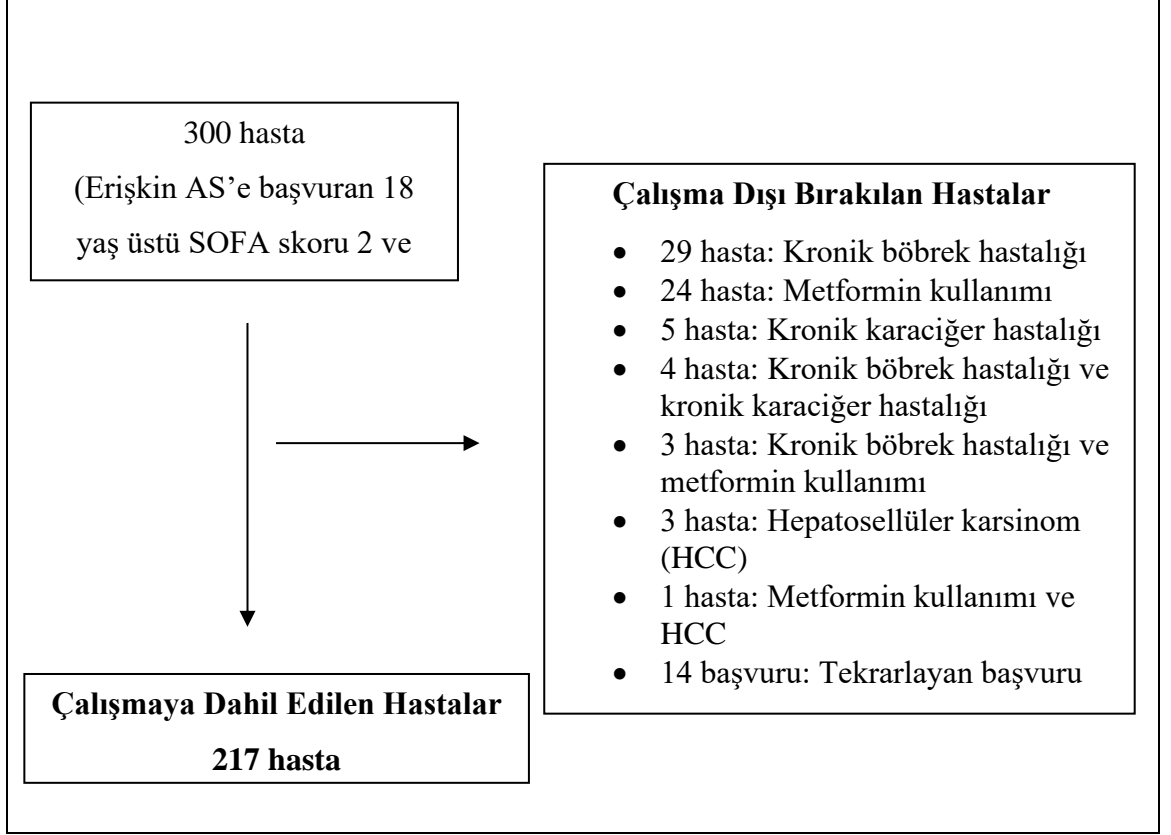 300 hasta
(Erişkin AS’e başvuran 18
yaş üstü SOFA skoru 2 ve
Çalışma Dışı Bırakılan Hastalar
• 29 hasta: Kronik böbrek hastalığı
• 24 hasta: Metformin kullanımı
• 5 hasta: Kronik karaciğer hastalığı
• 4 hasta: Kronik böbrek hastalığı ve
kronik karaciğer hastalığı
• 3 hasta: Kronik böbrek hastalığı ve
metformin kullanımı
• 3 hasta: Hepatosellüler karsinom
(HCC)
• 1 hasta: Metformin kullanımı ve
HCC
• 14 başvuru: Tekrarlayan başvuru
Çalışmaya Dahil Edilen Hastalar
217 hasta